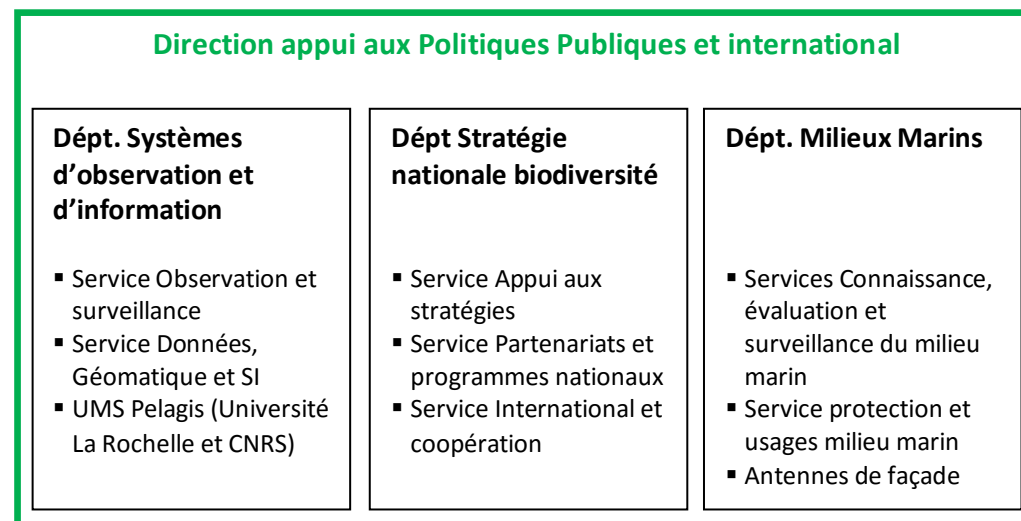 Direction appui aux Politiques Publiques et international
Dépt. Systèmes
d’observation et
d’information
▪ Service Observation et
surveillance
▪ Service Données,
Géomatique et SI
▪ UMS Pelagis (Université
La Rochelle et CNRS)
Dépt Stratégie
nationale biodiversité
▪ Service Appui aux
stratégies
▪ Service Partenariats et
programmes nationaux
▪ Service International et
coopération
Dépt. Milieux Marins
▪ Services Connaissance,
évaluation et
surveillance du milieu
marin
▪ Service protection et
usages milieu marin
▪ Antennes de façade